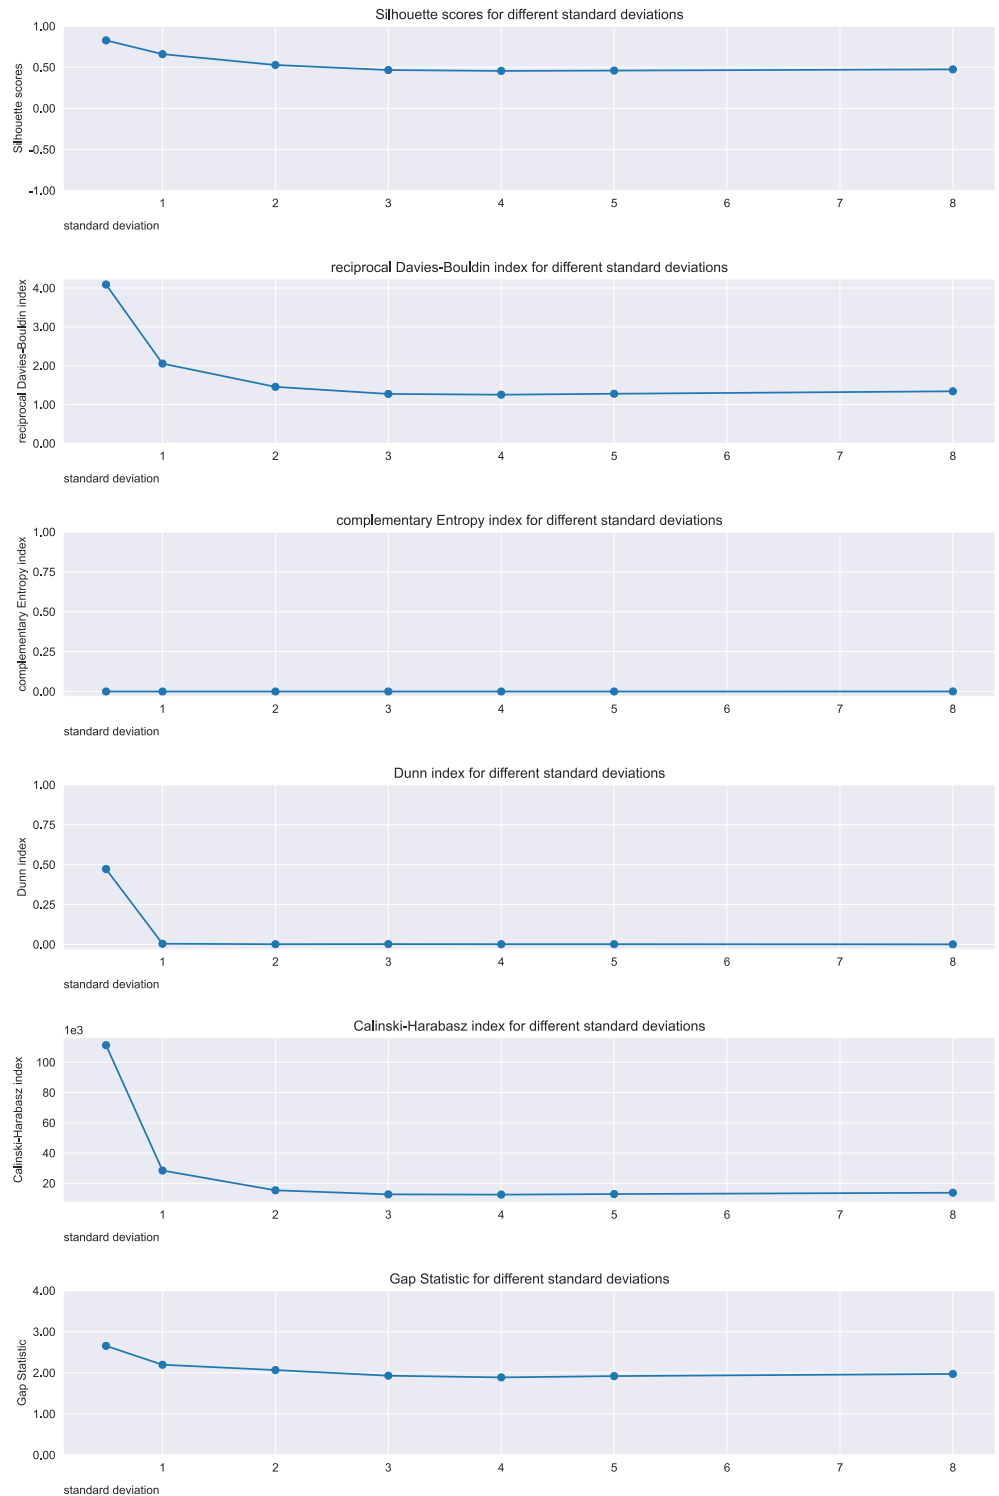 Silhouette scores for different standard deviations
1.00
0.50
0.00
-0.50
-1.00
Silhouette scores
1 2 3 4 5 6 7 8
standard deviation
reciprocal Davies-Bouldin index for different standard deviations
4.00
3.00
2.00
1.00
0.00
reciprocal Davies-Bouldin index
1 2 3 4 5 6 7 8
standard deviation
complementary Entropy index for different standard deviations
1.00
0.75
0.50
0.25
0.00
complementary Entropy index
1 2 3 4 5 6 7 8
standard deviation
Dunn index for different standard deviations
1.00
0.75
0.50
0.25
0.00
Dunn index
1 2 3 4 5 6 7 8
standard deviation
Calinski-Harabasz index for different standard deviations
1e3
100
80
60
40
20
Calinski-Harabasz index
1 2 3 4 5 6 7 8
standard deviation
Gap Statistic for different standard deviations
4.00
3.00
2.00
1.00
0.00
Gap Statistic
1 2 3 4 5 6 7 8
standard deviation